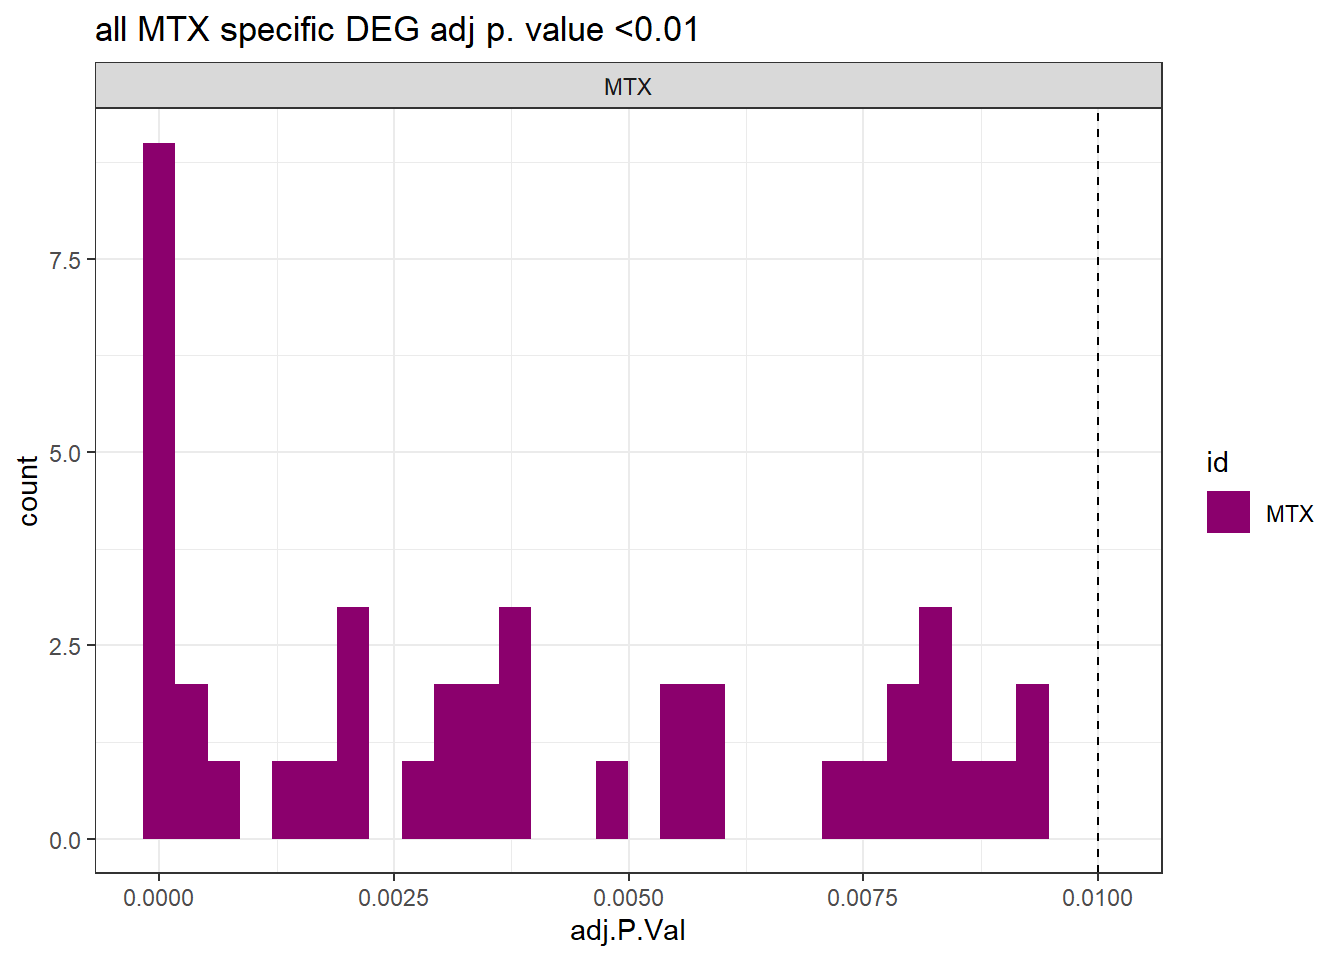 all MTX specific DEG adj p. value <0.01
MTX
count
7.5
5.0
2.5
0.0
0.0000
0.0025
0.0050
0.0075
0.0100
adj.P.Val
id
MTX